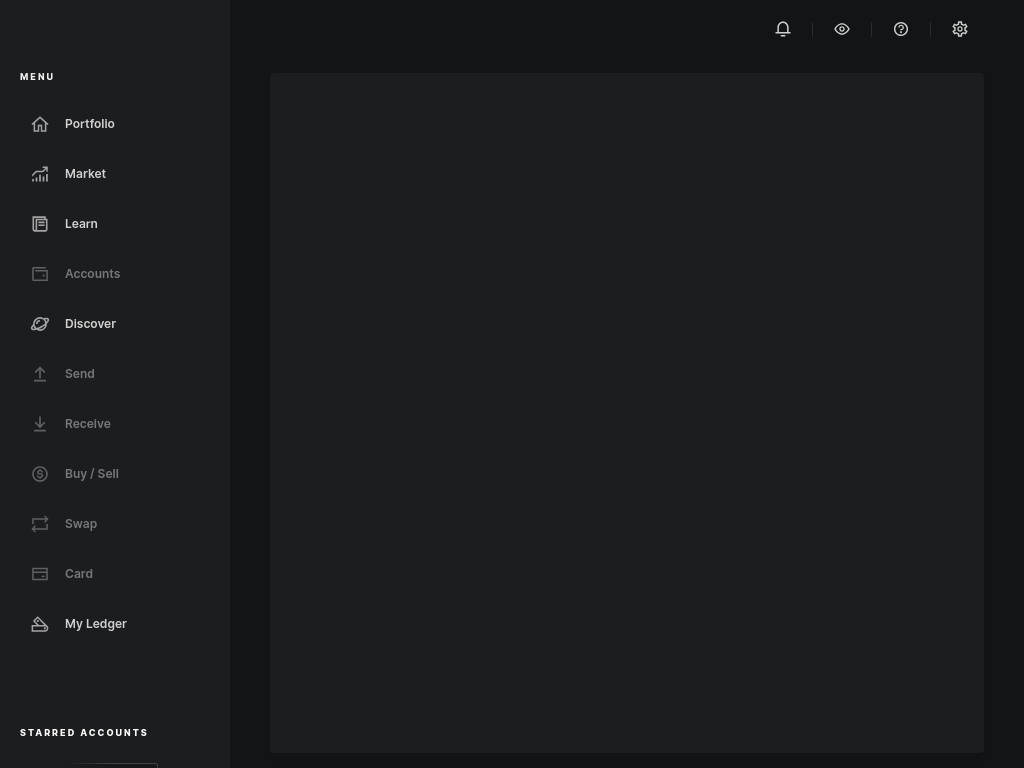 MENU
Portfolio
Market
Learn
Accounts
Discover
Send
Receive
Buy / Sell
Swap
Card
My Ledger
STARRED ACCOUNTS